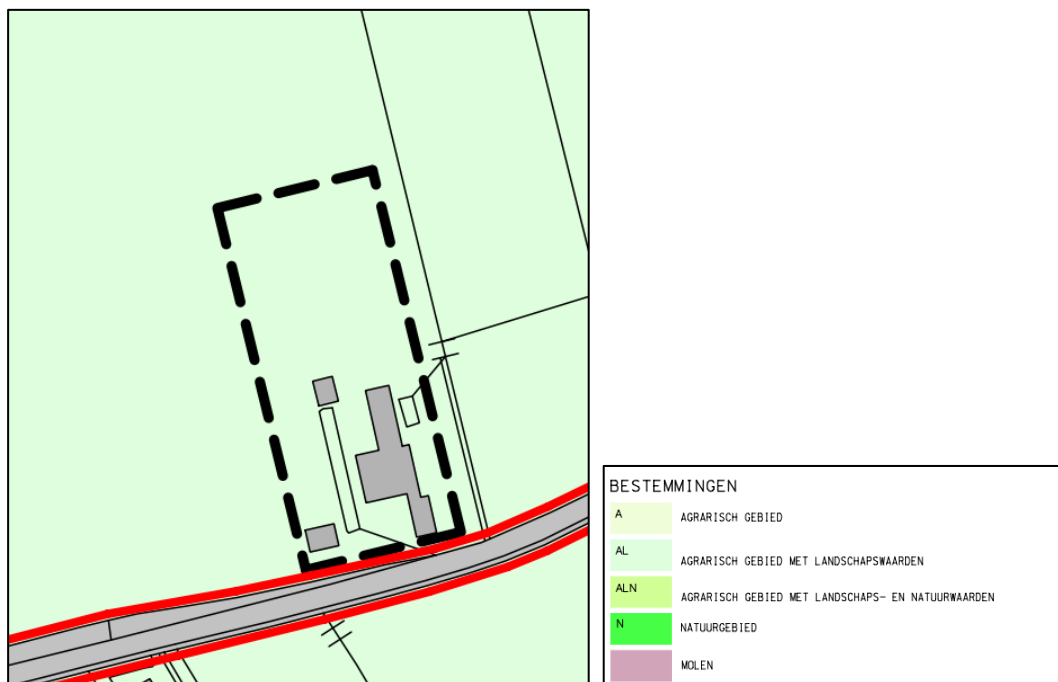 BESTEMMINGEN
A AGRARISCH GEBIED
AL AGRARISCH GEBIED MET LANDSCHAPSWAARDEN
ALN AGRARISCH GEBIED MET LANDSCHAPS- EN NATUURWAARDEN
N NATUURGEBIED
MOLEN